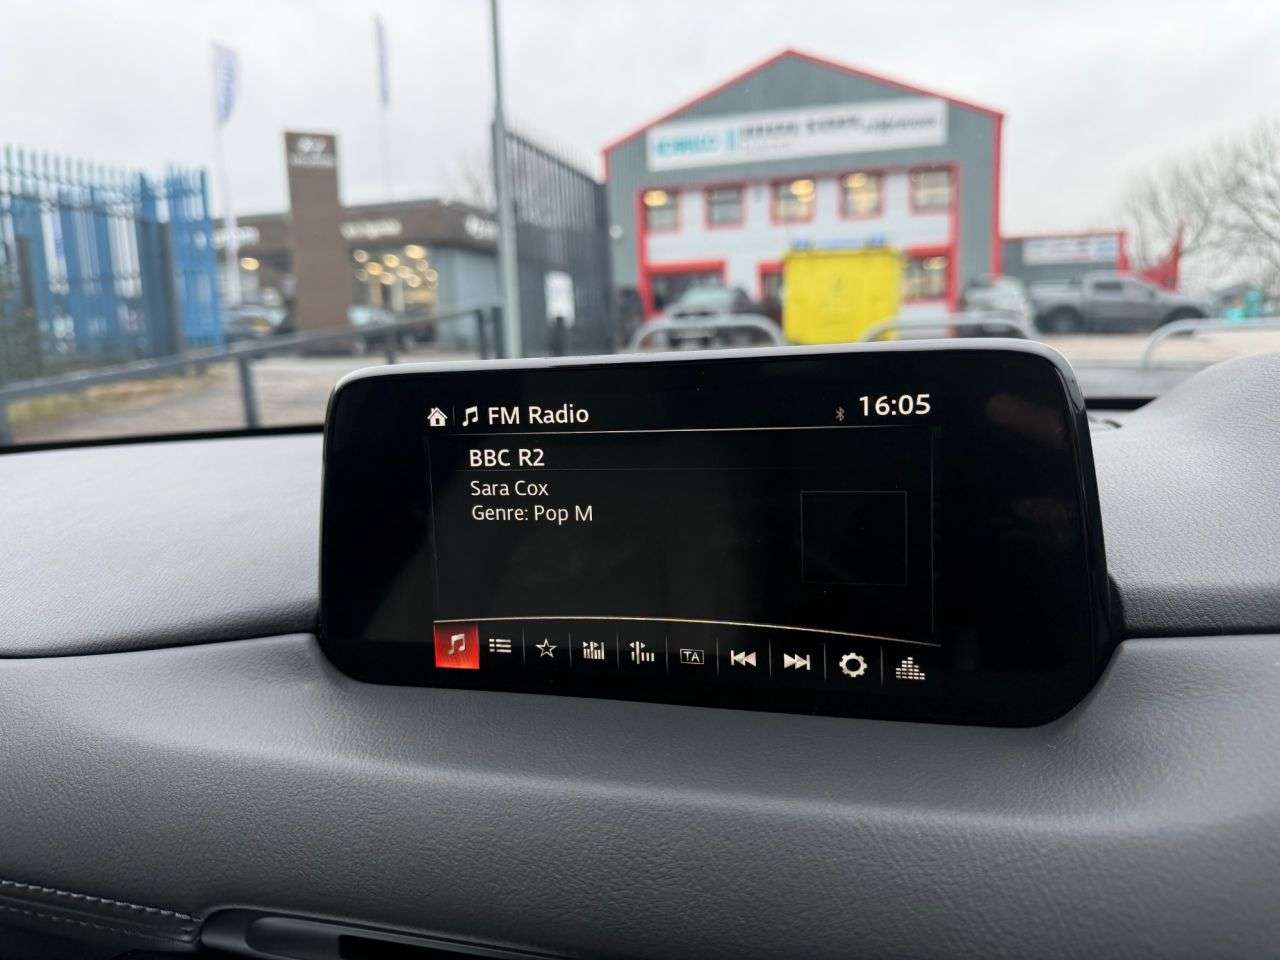 FM Radio
16:05
BBC R2
Sara Cox
Genre: Pop M
TA